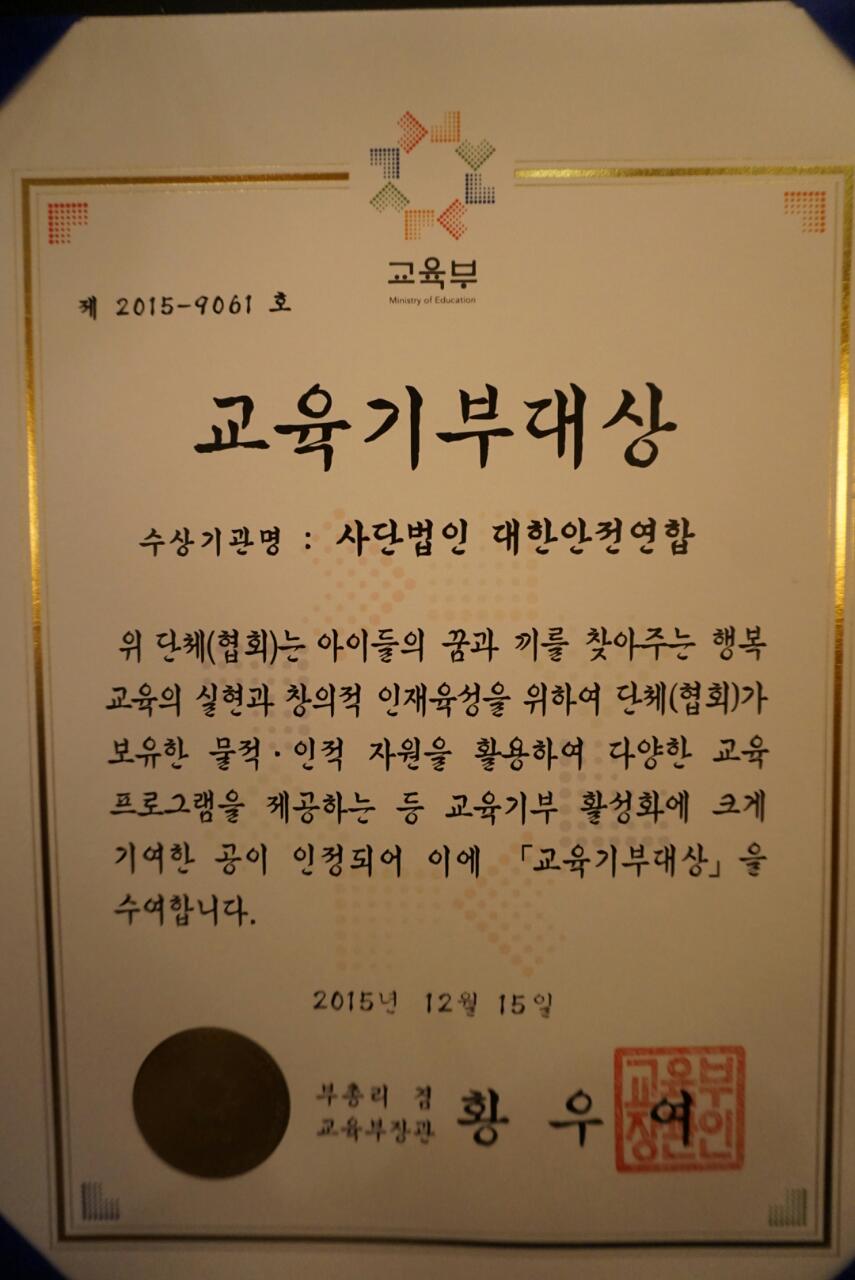 교육부
Ministry of Education
제 2015-9061 호
교육기부대상
수상기관명 : 사단법인 대한안전연합
위 단체(협회)는 아이들의 꿈과 끼를 찾아주는 행복
교육의 실현과 창의적 인재육성을 위하여 단체(협회)가
보유한 물적·인적 자원을 활용하여 다양한 교육
프로그램을 제공하는 등 교육기부 활성화에 크게
기여한 공이 인정되어 이에 「교육기부대상」을
수여합니다.
2015년 12월 15일
부총리 겸
교육부장관 황우여
교육부
장관인